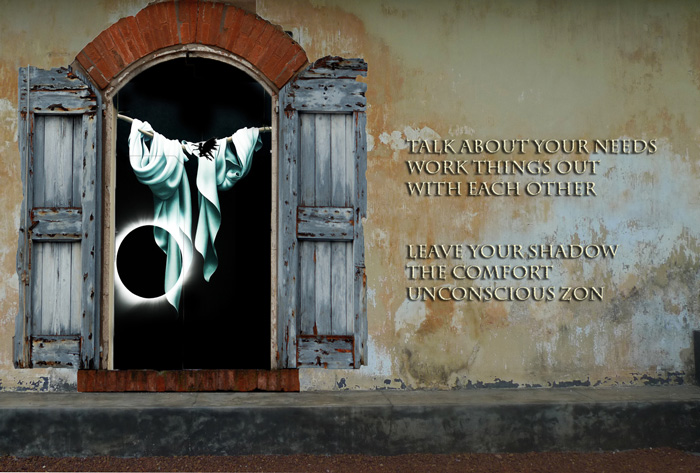 TALK ABOUT YOUR NEEDS
WORK THINGS OUT
WITH EACH OTHER
LEAVE YOUR SHADOW
THE COMFORT
UNCONSCIOUS ZON